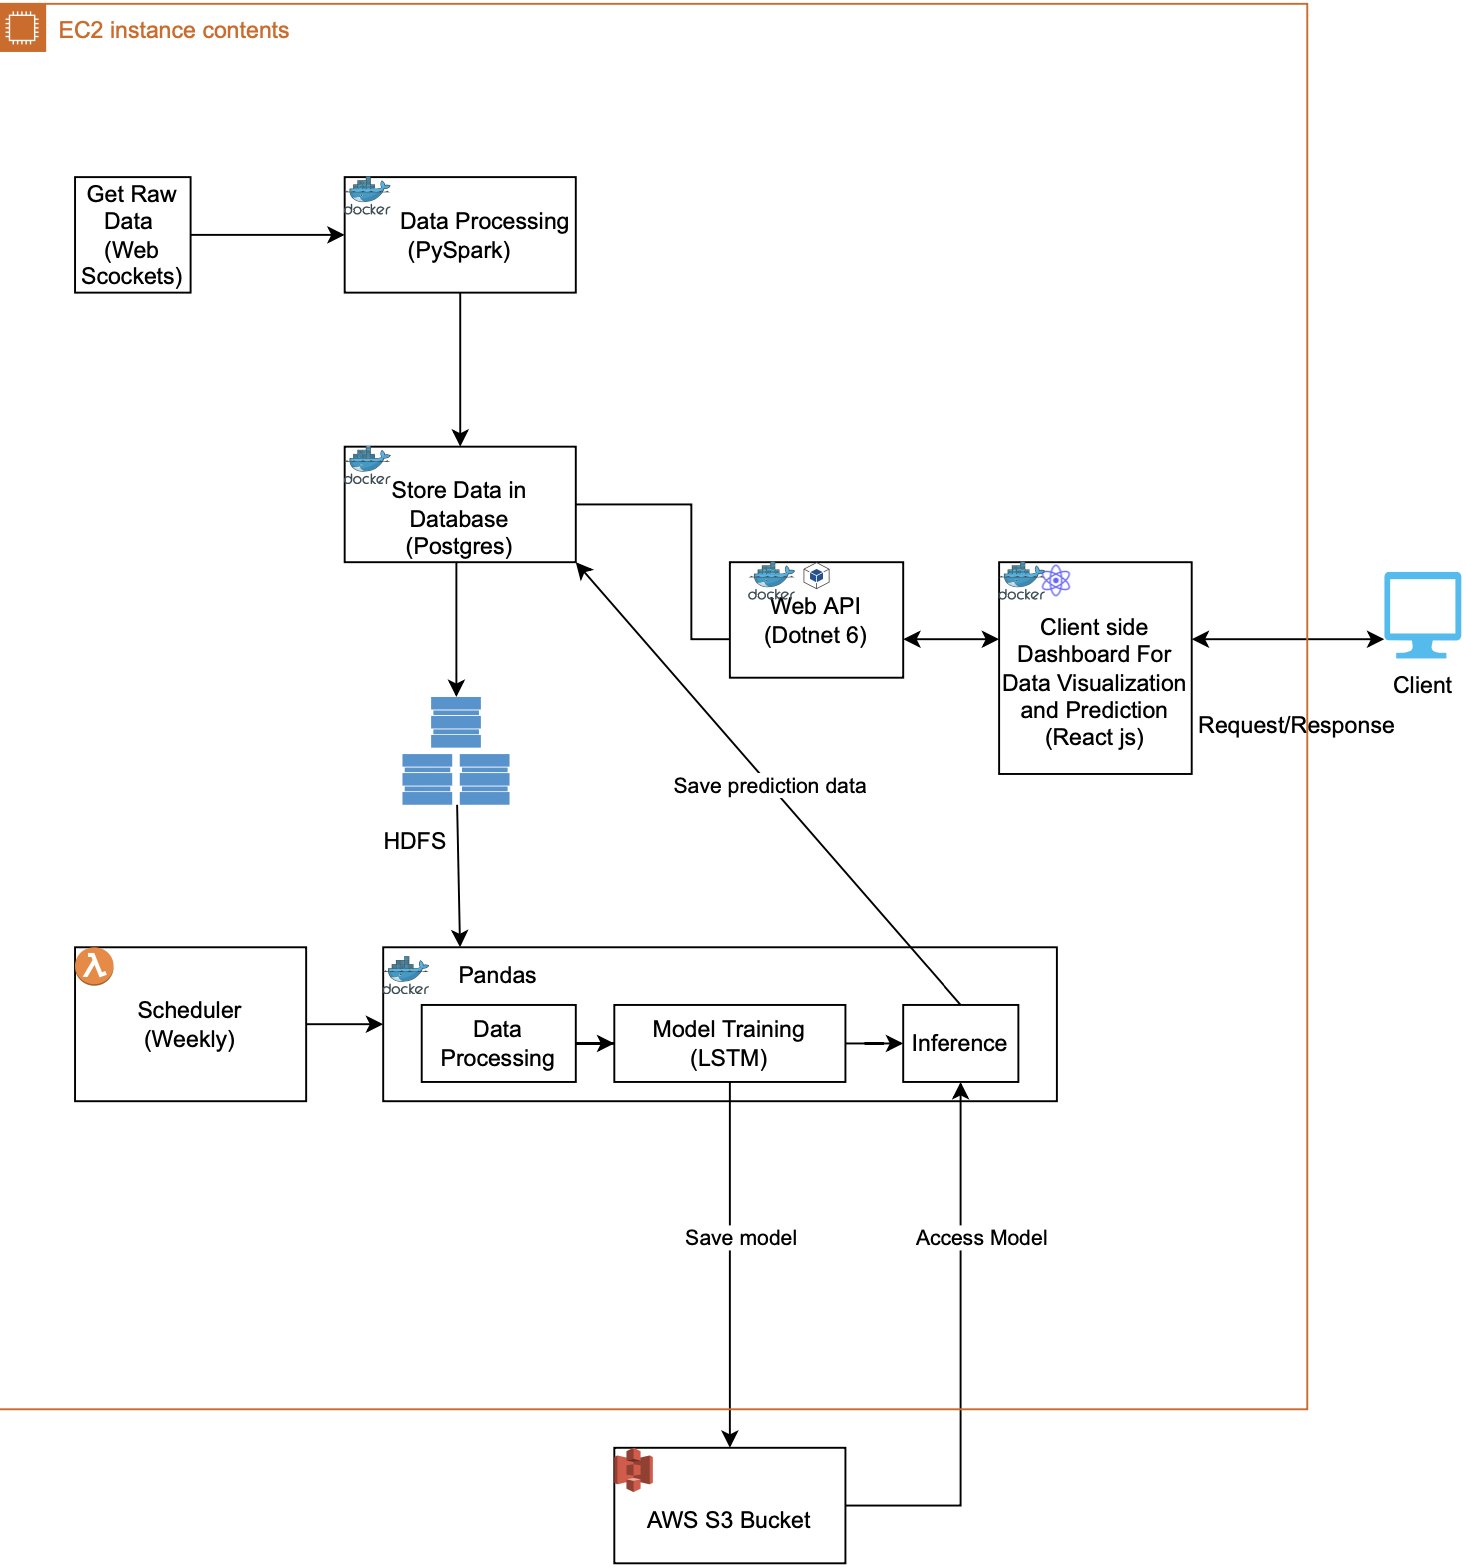 EC2 instance contents
Get Raw
Data
(Web
Scockets)
docker
Data Processing
(PySpark)
docker
Store Data in
Database
(Postgres)
docker
Web API
(Dotnet 6)
docker
Client side
Dashboard For
Data Visualization
and Prediction
(React js)
Client
Request/Response
Save prediction data
HDFS
Scheduler
(Weekly)
docker
Pandas
Data
Processing
Model Training
(LSTM)
Inference
Save model
Access Model
AWS S3 Bucket